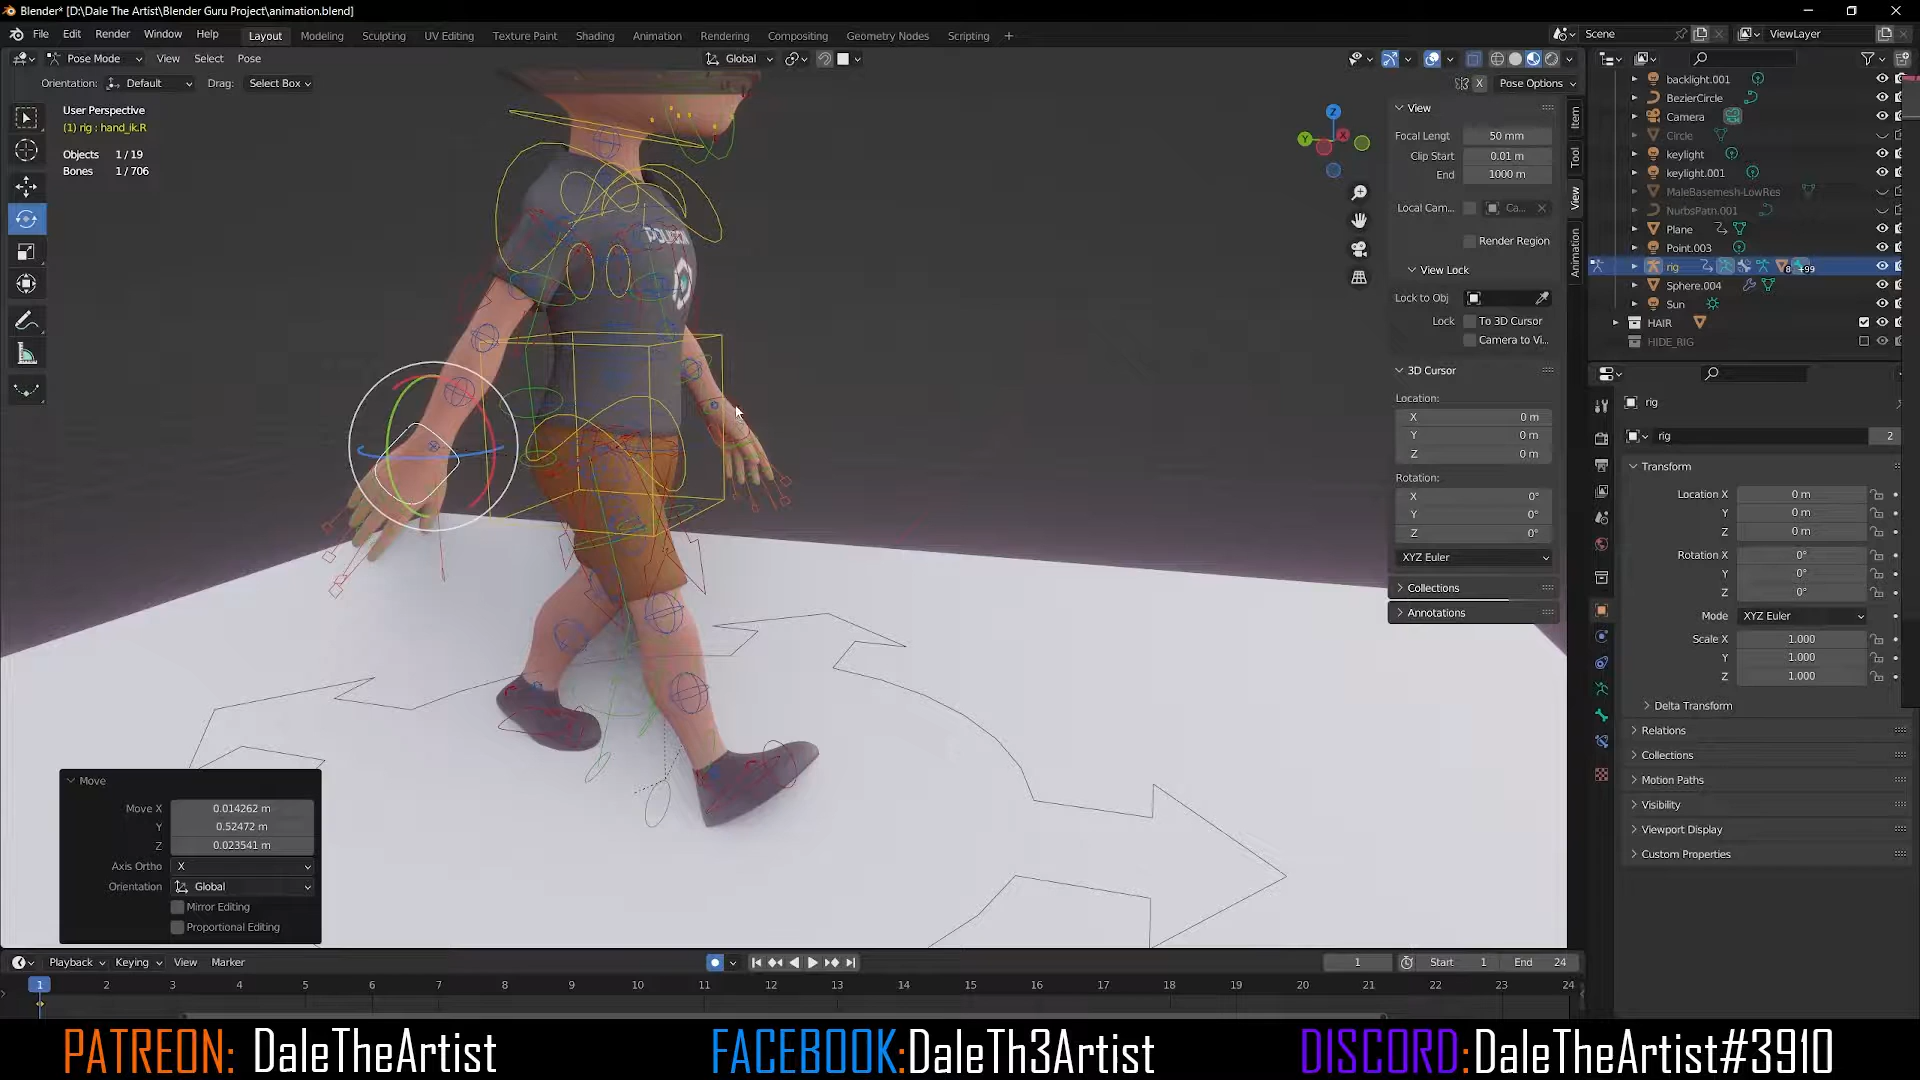 Blender* [D:\Dale The Artist\Blender Guru Project\animation.blend]
File Edit Render Window Help Layout Modeling Sculpting UV Editing Texture Paint Shading Animation Rendering Compositing Geometry Nodes Scripting + Scene ViewLayer
Pose Mode View Select Pose Global
Orientation: Default Drag: Select Box X Pose Options
User Perspective
(1) rig : hand_ik.R
Objects 1 / 19
Bones 1 / 706
View
Focal Lengt 50 mm
Clip Start 0.01 m
End 1000 m
Local Cam... Ca...
Render Region
View Lock
Lock to Obj
Lock To 3D Cursor
Camera to Vi...
3D Cursor
Location:
X 0 m
Y 0 m
Z 0 m
Rotation:
X 0°
Y 0°
Z 0°
XYZ Euler
Collections
Annotations
Item
Tool
View
Animation
Z
Y
X
backlight.001
BezierCircle
Camera
Circle
keylight
keylight.001
MaleBasemesh-LowRes
NurbsPath.001
Plane
Point.003
rig 8 +99
Sphere.004
Sun
HAIR
HIDE_RIG
rig
rig 2
Transform
Location X 0 m
Y 0 m
Z 0 m
Rotation X 0°
Y 0°
Z 0°
Mode XYZ Euler
Scale X 1.000
Y 1.000
Z 1.000
Delta Transform
Relations
Collections
Motion Paths
Visibility
Viewport Display
Custom Properties
Move
Move X 0.014262 m
Y 0.52472 m
Z 0.023541 m
Axis Ortho X
Orientation Global
Mirror Editing
Proportional Editing
Playback Keying View Marker 1 Start 1 End 24
1 2 3 4 5 6 7 8 9 10 11 12 13 14 15 16 17 18 19 20 21 22 23 24
PATREON: DaleTheArtist FACEBOOK:DaleTh3Artist DISCORD:DaleTheArtist#3910